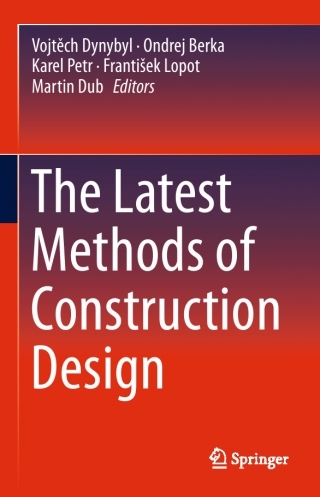 Vojtěch Dynybyl · Ondrej Berka
Karel Petr · František Lopot
Martin Dub Editors
The Latest
Methods of
Construction
Design
Springer